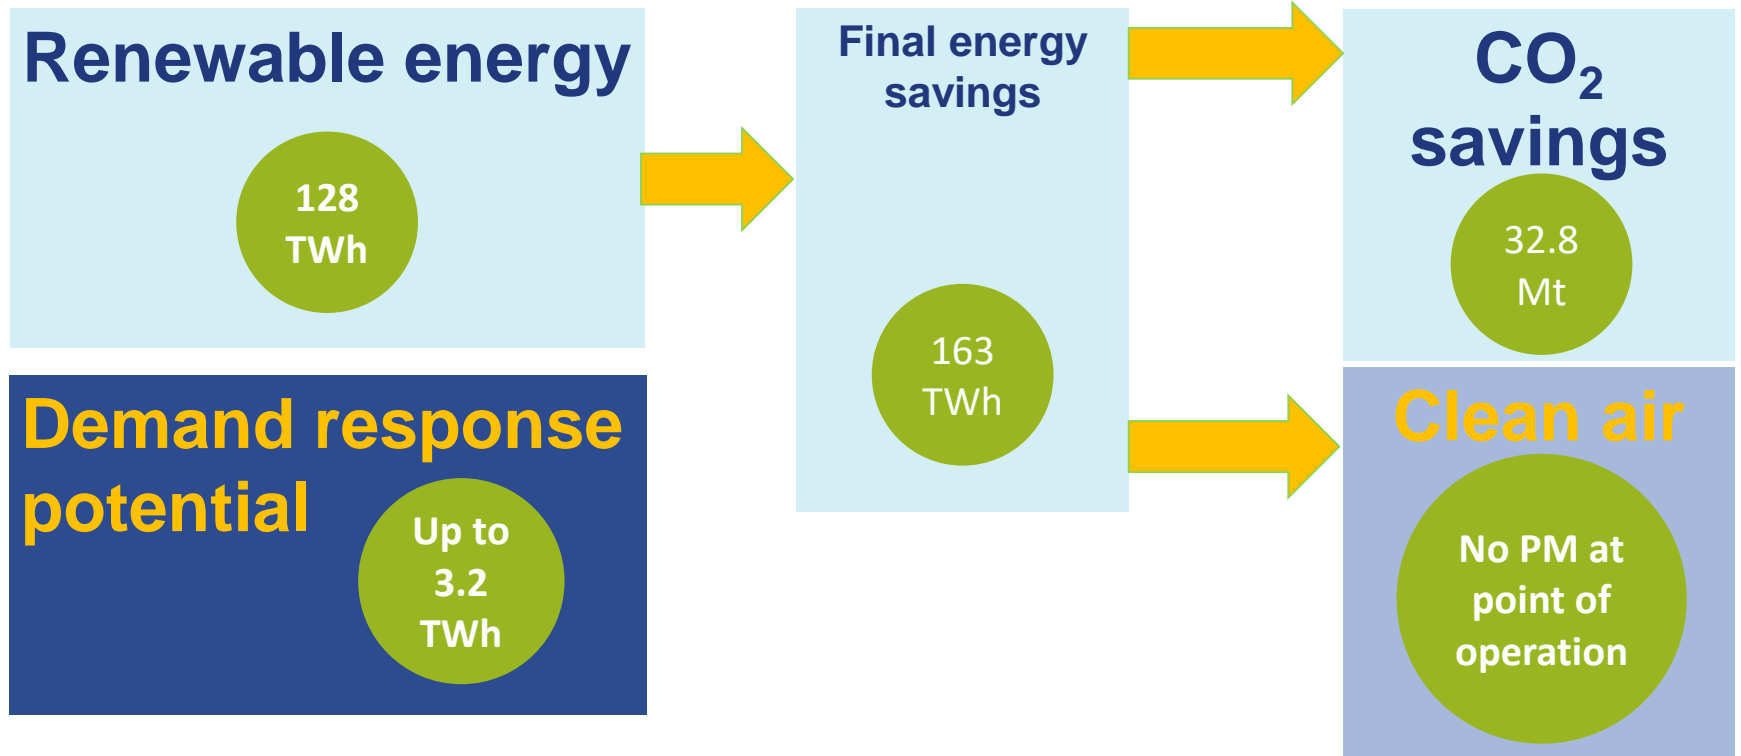 Renewable energy
128
TWh
Demand response
potential
Up to
3.2
TWh
Final energy
savings
163
TWh
CO₂
savings
32.8
Mt
Clean air
No PM at
point of
operation